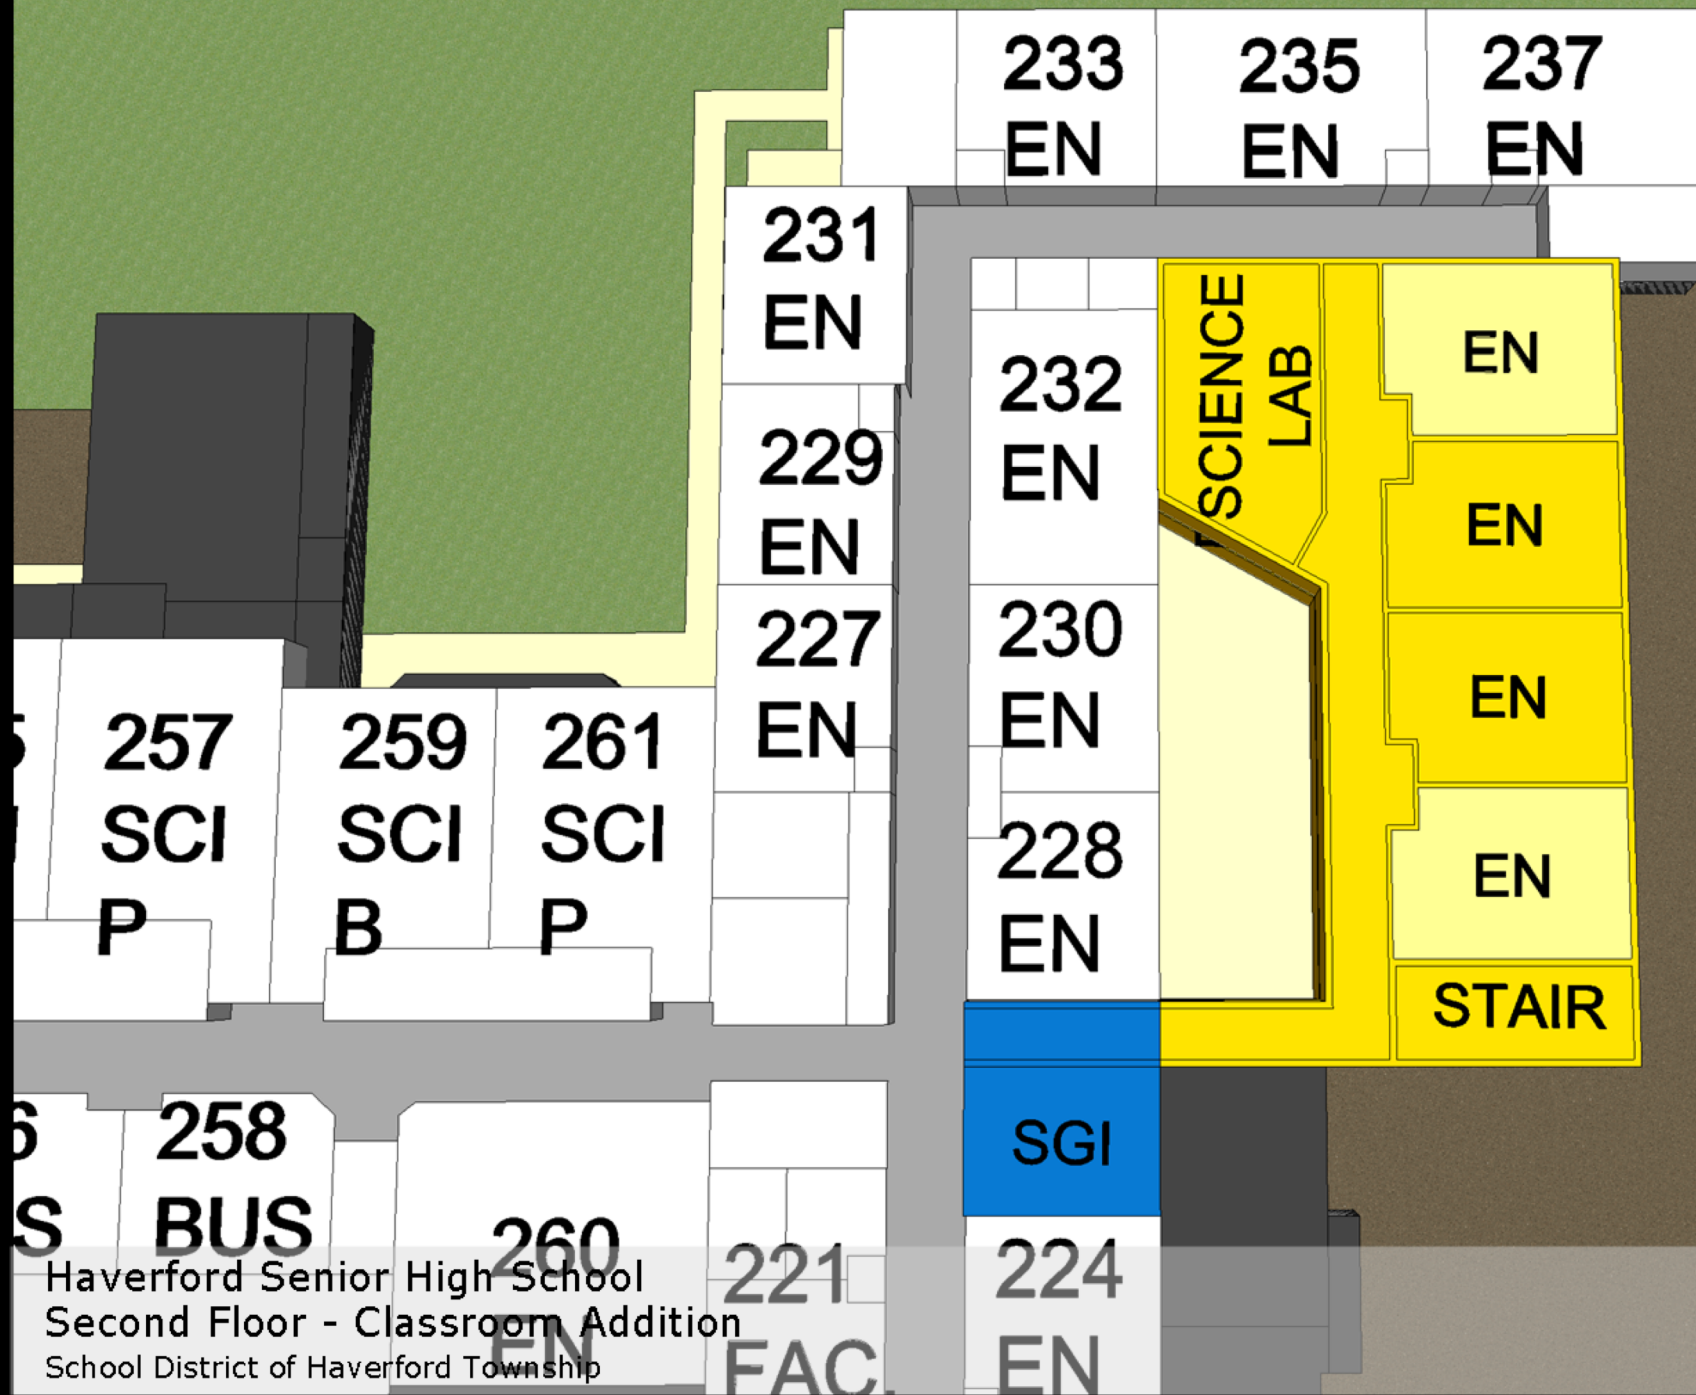 233
EN
235
EN
237
EN
231
EN
229
EN
227
EN
232
EN
230
EN
228
EN
SCIENCE
LAB
EN
EN
EN
EN
STAIR
SGI
257
SCI
P
259
SCI
B
261
SCI
P
258
BUS
260
EN
221
FAC.
224
EN
Haverford Senior High School
Second Floor - Classroom Addition
School District of Haverford Township